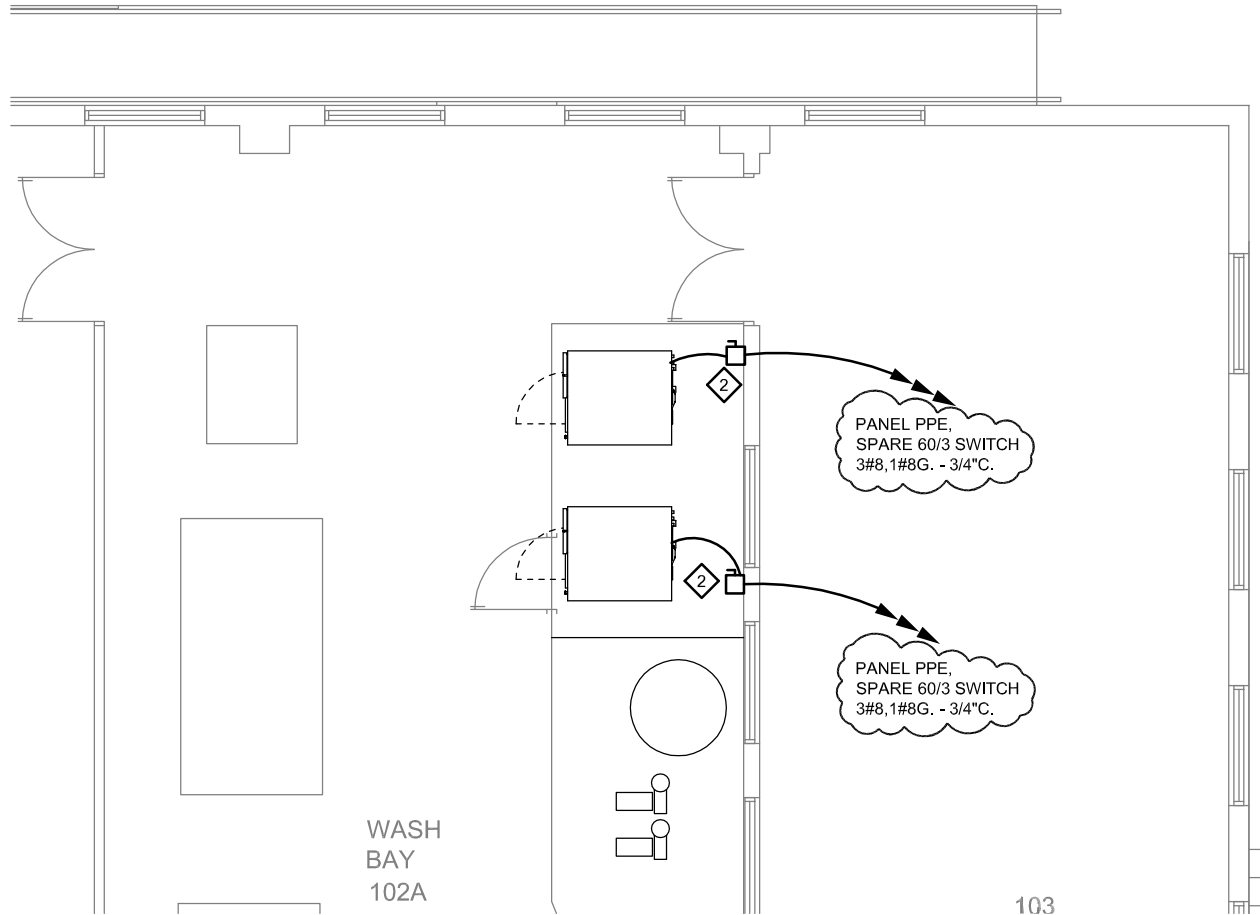 2
PANEL PPE,
SPARE 60/3 SWITCH
3#8,1#8G. - 3/4"C.
2
PANEL PPE,
SPARE 60/3 SWITCH
3#8,1#8G. - 3/4"C.
WASH
BAY
102A
103